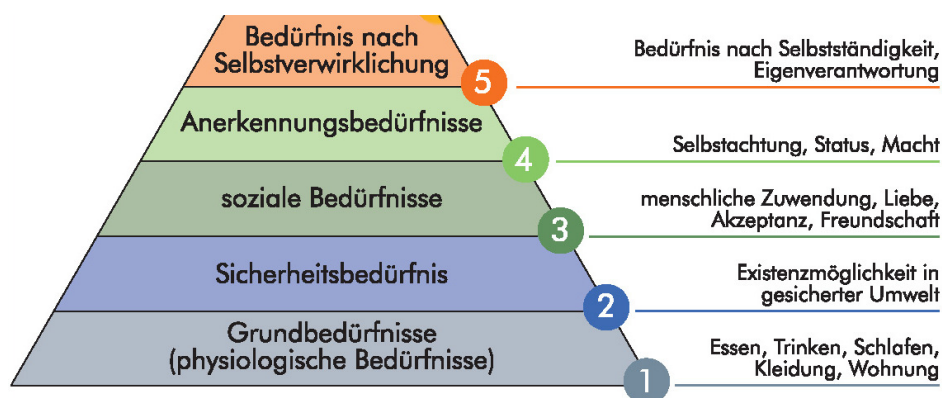 Bedürfnis nach
Selbstverwirklichung
5
Bedürfnis nach Selbstständigkeit,
Eigenverantwortung
Anerkennungsbedürfnisse
4
Selbstachtung, Status, Macht
soziale Bedürfnisse
3
menschliche Zuwendung, Liebe,
Akzeptanz, Freundschaft
Sicherheitsbedürfnis
2
Existenzmöglichkeit in
gesicherter Umwelt
Grundbedürfnisse
(physiologische Bedürfnisse)
1
Essen, Trinken, Schlafen,
Kleidung, Wohnung